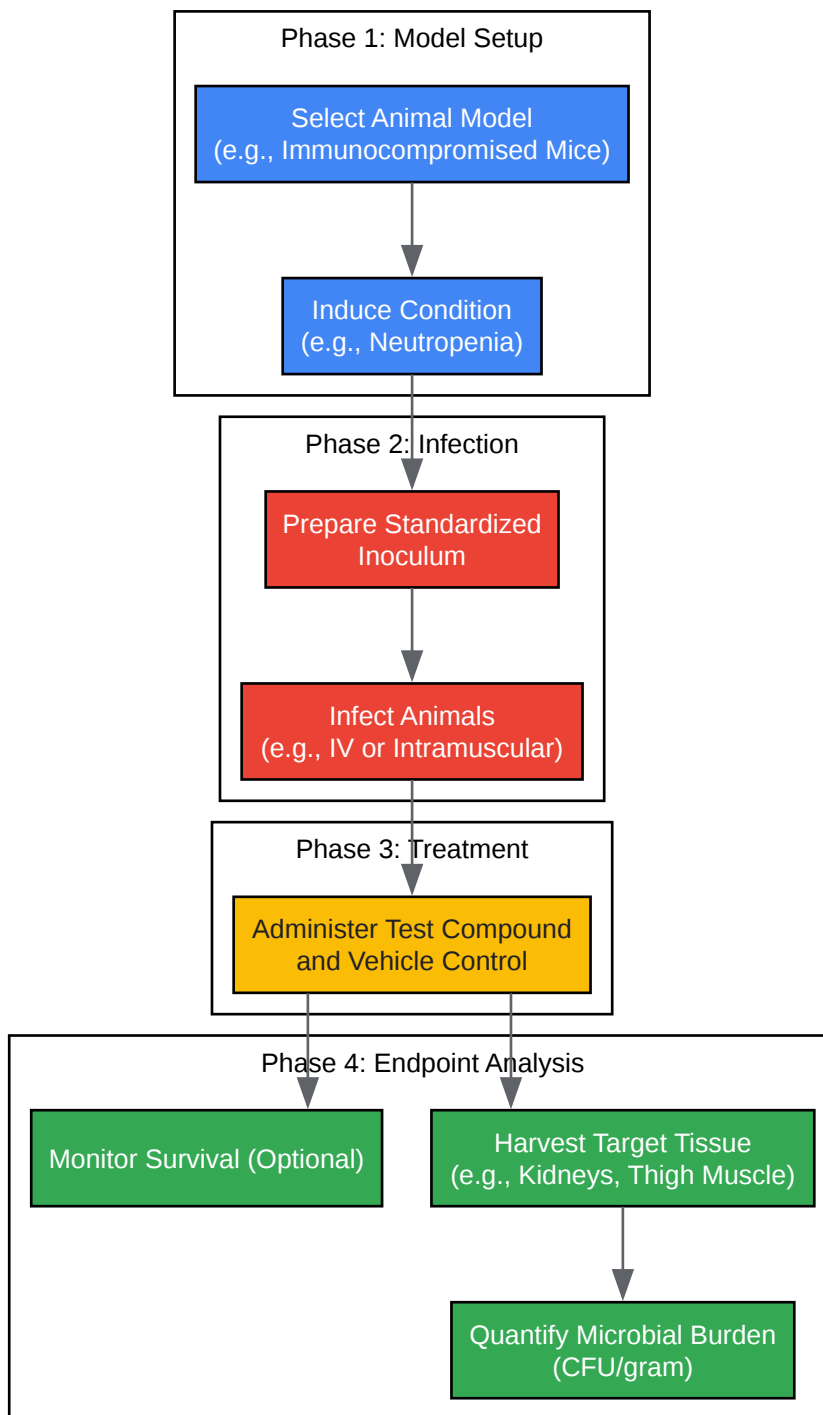 Phase 1: Model Setup
Select Animal Model
(e.g., Immunocompromised Mice)
Induce Condition
(e.g., Neutropenia)
Phase 2: Infection
Prepare Standardized
Inoculum
Infect Animals
(e.g., IV or Intramuscular)
Phase 3: Treatment
Administer Test Compound
and Vehicle Control
Phase 4: Endpoint Analysis
Monitor Survival (Optional)
Harvest Target Tissue
(e.g., Kidneys, Thigh Muscle)
Quantify Microbial Burden
(CFU/gram)